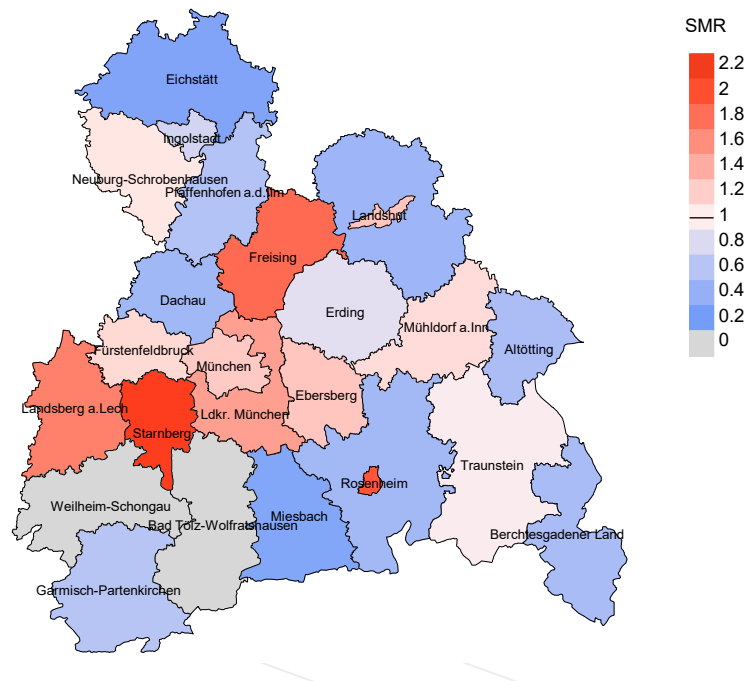 SMR
2.2
2
1.8
1.6
1.4
1.2
1
0.8
0.6
0.4
0.2
0
Eichstätt
Ingolstadt
Neuburg-Schrobenhausen
Pfaffenhofen a.d.Ilm
Landshut
Freising
Dachau
Erding
Mühldorf a.Inn
Altötting
Fürstenfeldbruck
München
Ebersberg
Landsberg a.Lech
Ldkr. München
Starnberg
Traunstein
Rosenheim
Weilheim-Schongau
Miesbach
Bad Tölz-Wolfratshausen
Berchtesgadener Land
Garmisch-Partenkirchen